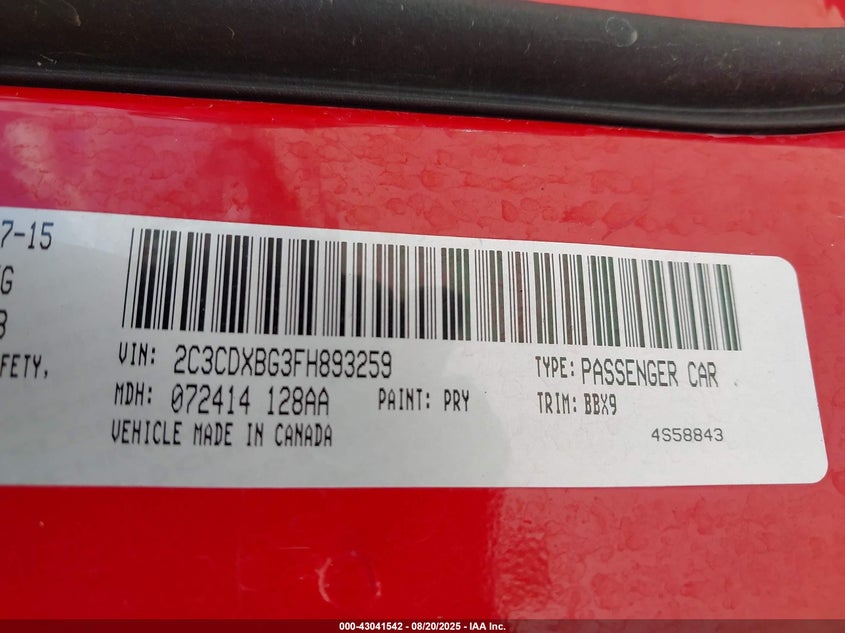 7-15
G
3
FETY,
VIN: 2C3CDXBG3FH893259
TYPE: PASSENGER CAR
MDH: 072414 128AA
PAINT: PRY
TRIM: BBX9
VEHICLE MADE IN CANADA
4S58843
000-43041542 - 08/20/2025 - IAA Inc.